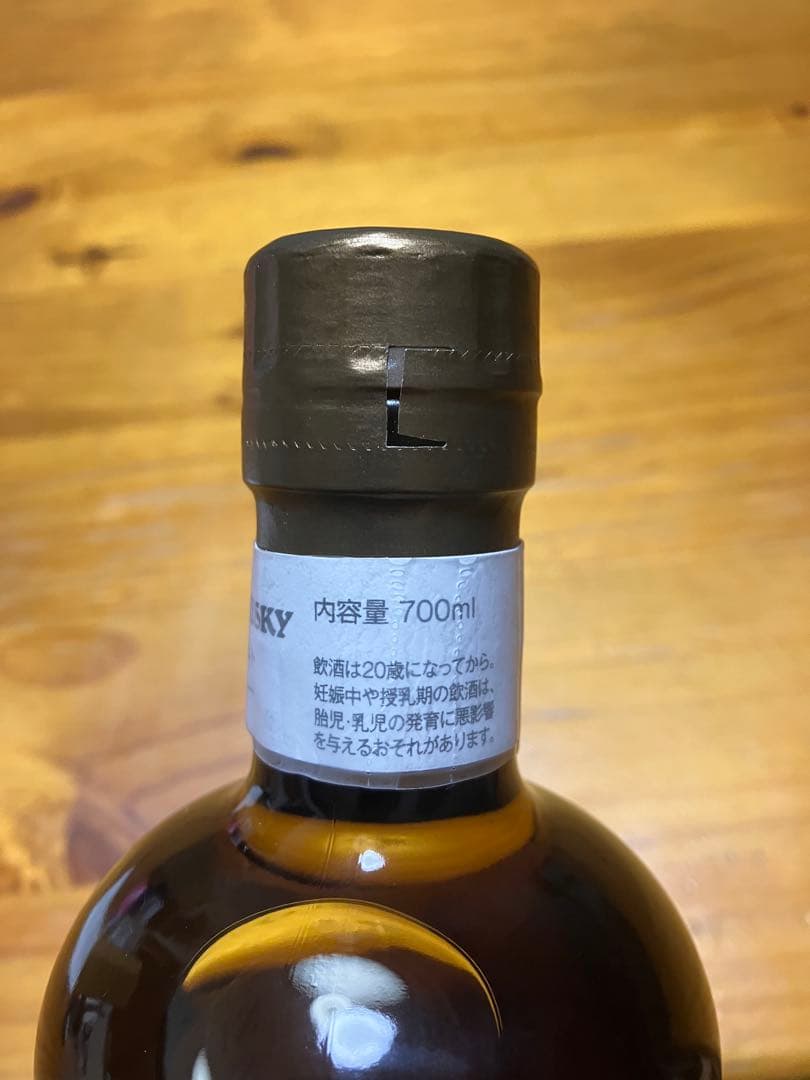 内容量 700ml
飲酒は20歳になってから。
妊娠中や授乳期の飲酒は、
胎児・乳児の発育に悪影響
を与えるおそれがあります。